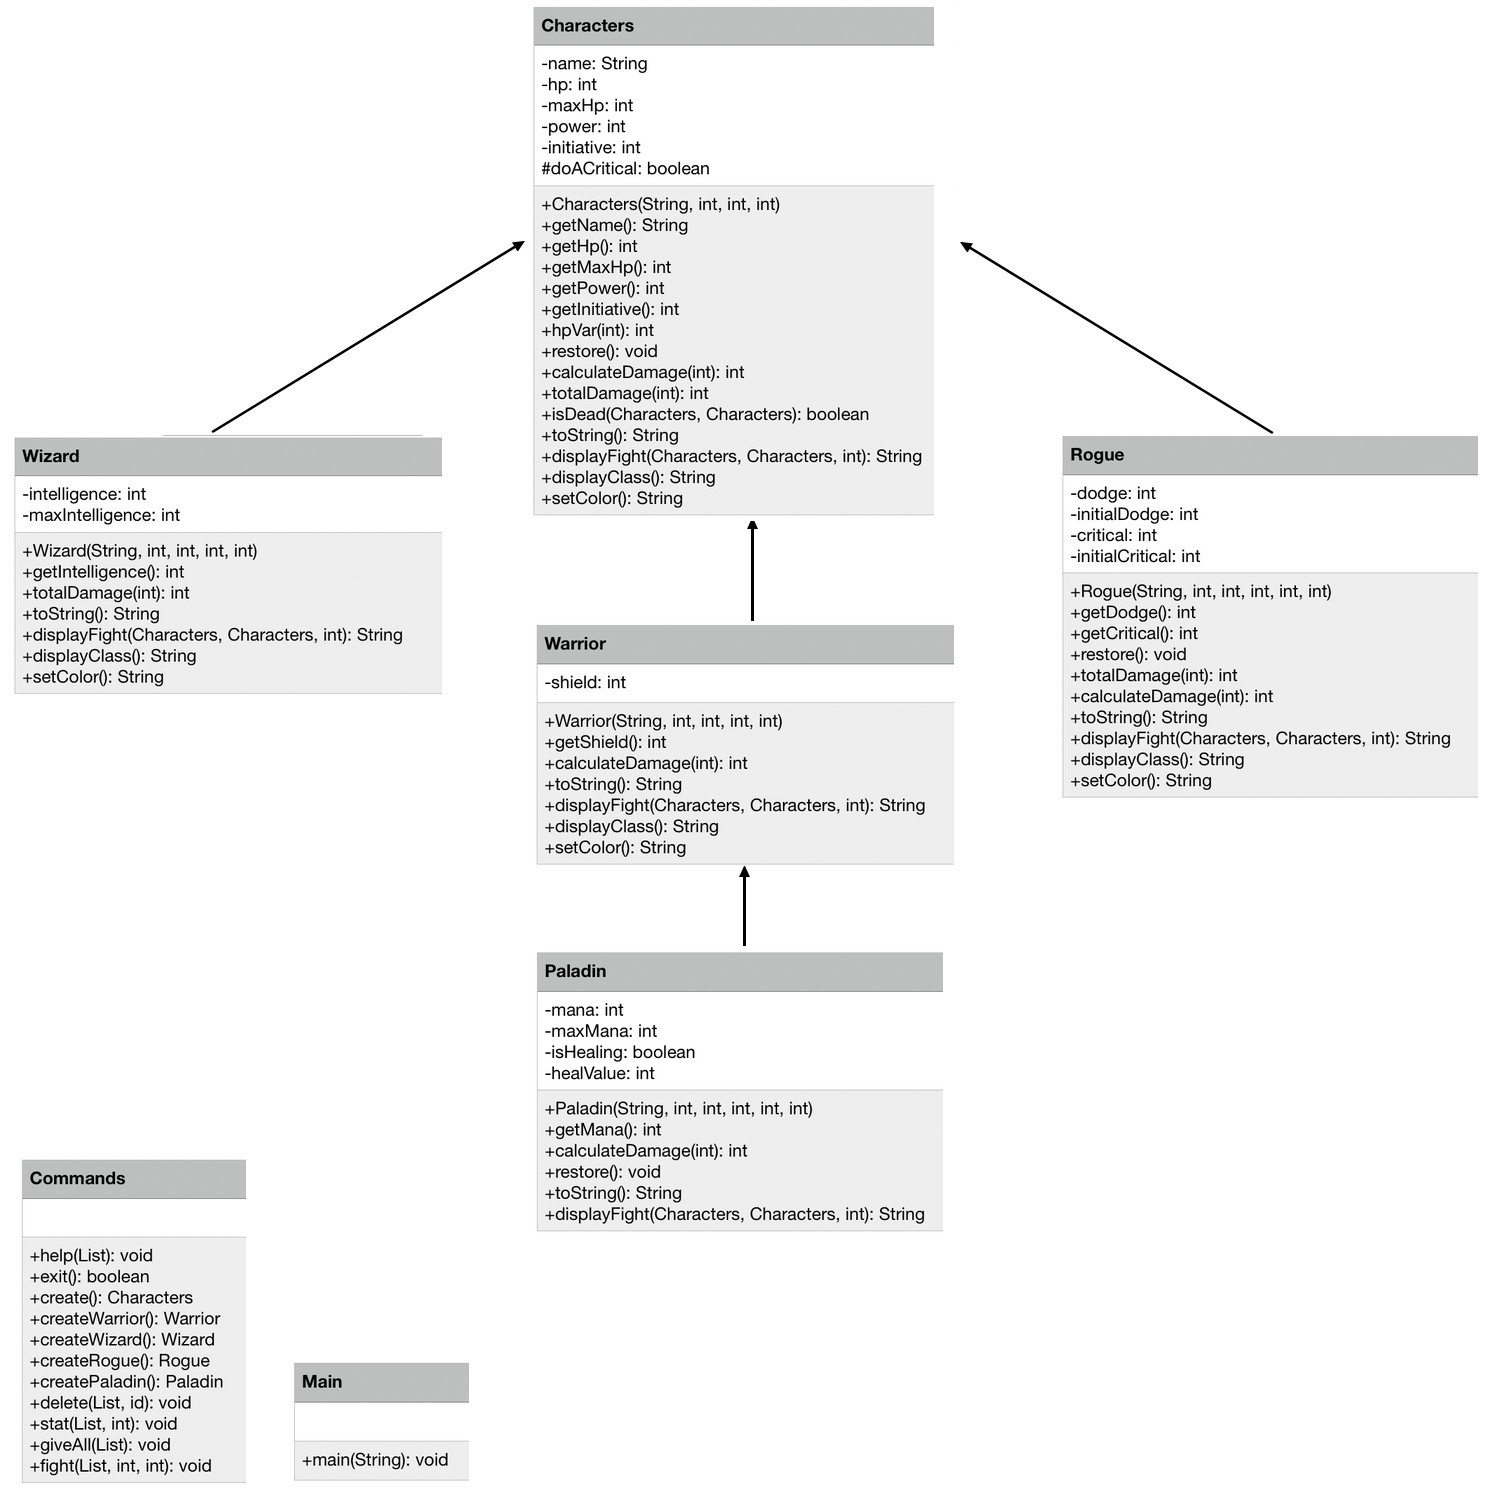 Characters
-name: String
-hp: int
-maxHp: int
-power: int
-initiative: int
#doACritical: boolean
+Characters(String, int, int, int)
+getName(): String
+getHp(): int
+getMaxHp(): int
+getPower(): int
+getInitiative(): int
+hpVar(int): int
+restore(): void
+calculateDamage(int): int
+totalDamage(int): int
+isDead(Characters, Characters): boolean
+toString(): String
+displayFight(Characters, Characters, int): String
+displayClass(): String
+setColor(): String
Wizard
-intelligence: int
-maxIntelligence: int
+Wizard(String, int, int, int, int)
+getIntelligence(): int
+totalDamage(int): int
+toString(): String
+displayFight(Characters, Characters, int): String
+displayClass(): String
+setColor(): String
Rogue
-dodge: int
-initialDodge: int
-critical: int
-initialCritical: int
+Rogue(String, int, int, int, int, int)
+getDodge(): int
+getCritical(): int
+restore(): void
+totalDamage(int): int
+calculateDamage(int): int
+toString(): String
+displayFight(Characters, Characters, int): String
+displayClass(): String
+setColor(): String
Warrior
-shield: int
+Warrior(String, int, int, int, int)
+getShield(): int
+calculateDamage(int): int
+toString(): String
+displayFight(Characters, Characters, int): String
+displayClass(): String
+setColor(): String
Paladin
-mana: int
-maxMana: int
-isHealing: boolean
-healValue: int
+Paladin(String, int, int, int, int, int)
+getMana(): int
+calculateDamage(int): int
+restore(): void
+toString(): String
+displayFight(Characters, Characters, int): String
Commands
+help(List): void
+exit(): boolean
+create(): Characters
+createWarrior(): Warrior
+createWizard(): Wizard
+createRogue(): Rogue
+createPaladin(): Paladin
+delete(List, id): void
+stat(List, int): void
+giveAll(List): void
+fight(List, int, int): void
Main
+main(String): void